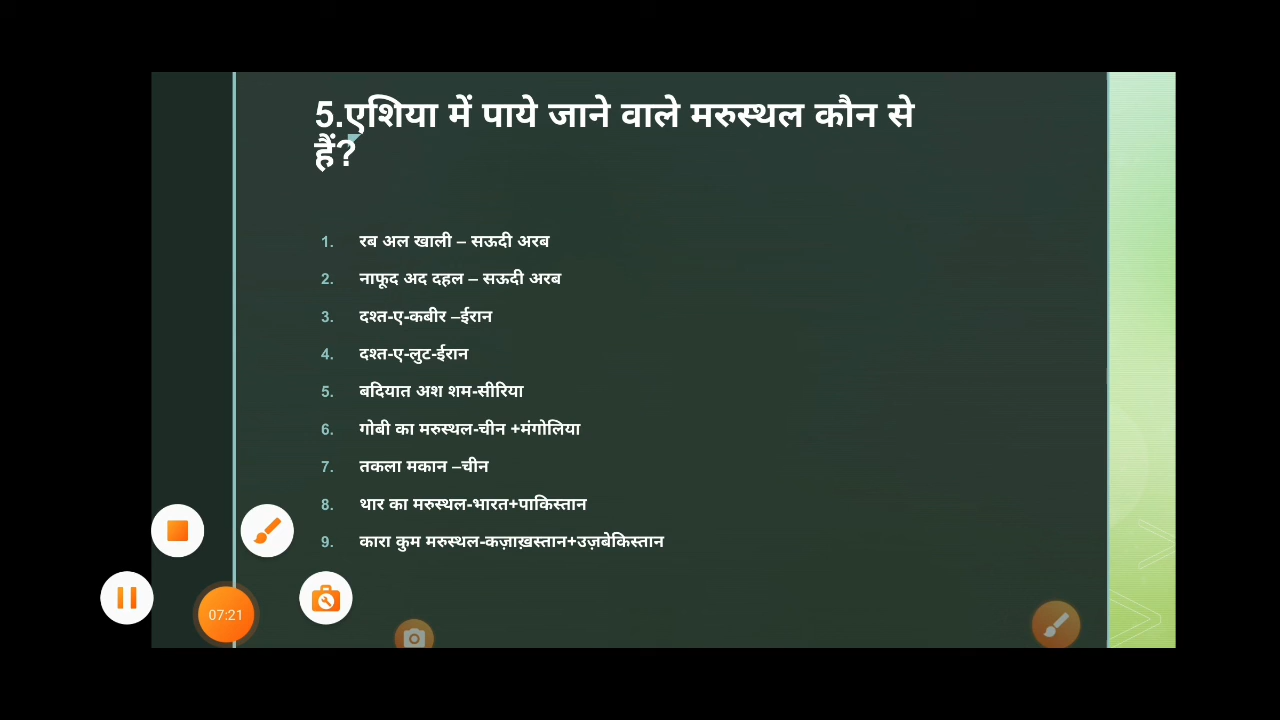 5.एशिया में पाये जाने वाले मरुस्थल कौन से
हैं?
1. रब अल खाली – सऊदी अरब
2. नाफूद अद दहल – सऊदी अरब
3. दश्त-ए-कबीर –ईरान
4. दश्त-ए-लुट-ईरान
5. बदियात अश शम-सीरिया
6. गोबी का मरुस्थल-चीन +मंगोलिया
7. तकला मकान –चीन
8. थार का मरुस्थल-भारत+पाकिस्तान
9. कारा कुम मरुस्थल-कज़ाख़स्तान+उज़बेकिस्तान
07:21